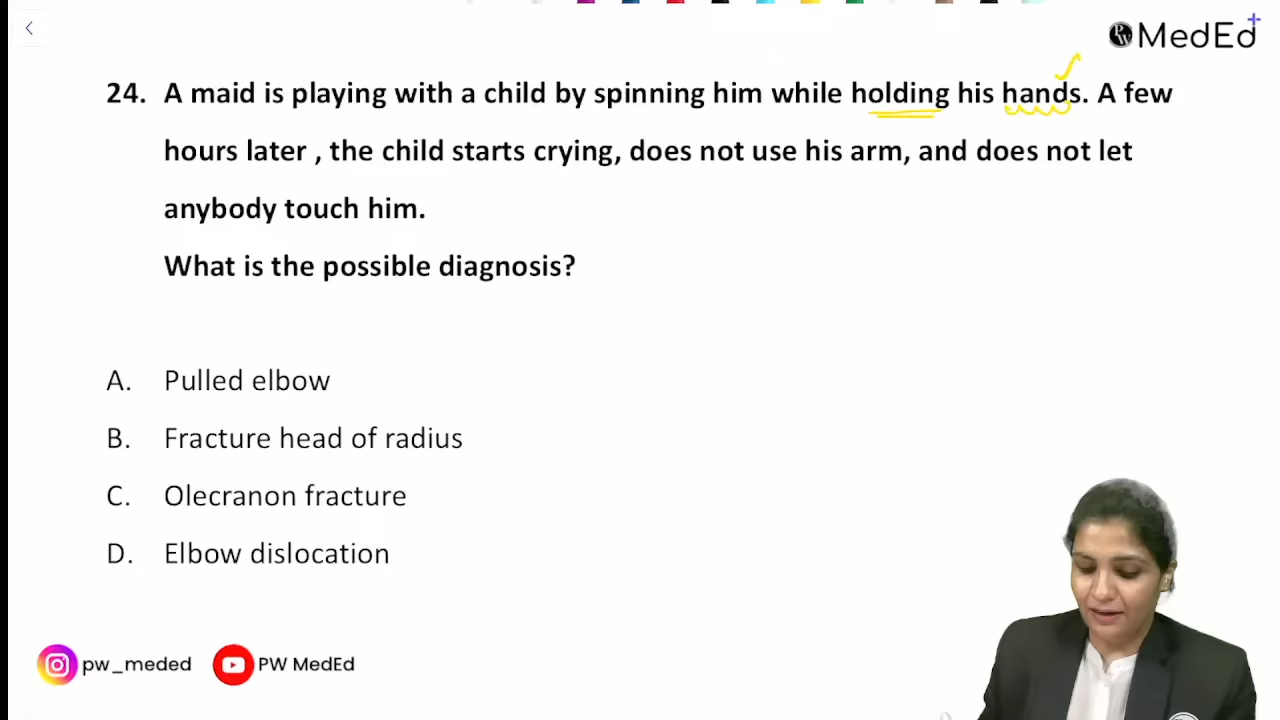 PW MedEd
24. A maid is playing with a child by spinning him while holding his hands. A few
hours later , the child starts crying, does not use his arm, and does not let
anybody touch him.
What is the possible diagnosis?
A. Pulled elbow
B. Fracture head of radius
C. Olecranon fracture
D. Elbow dislocation
pw_meded PW MedEd